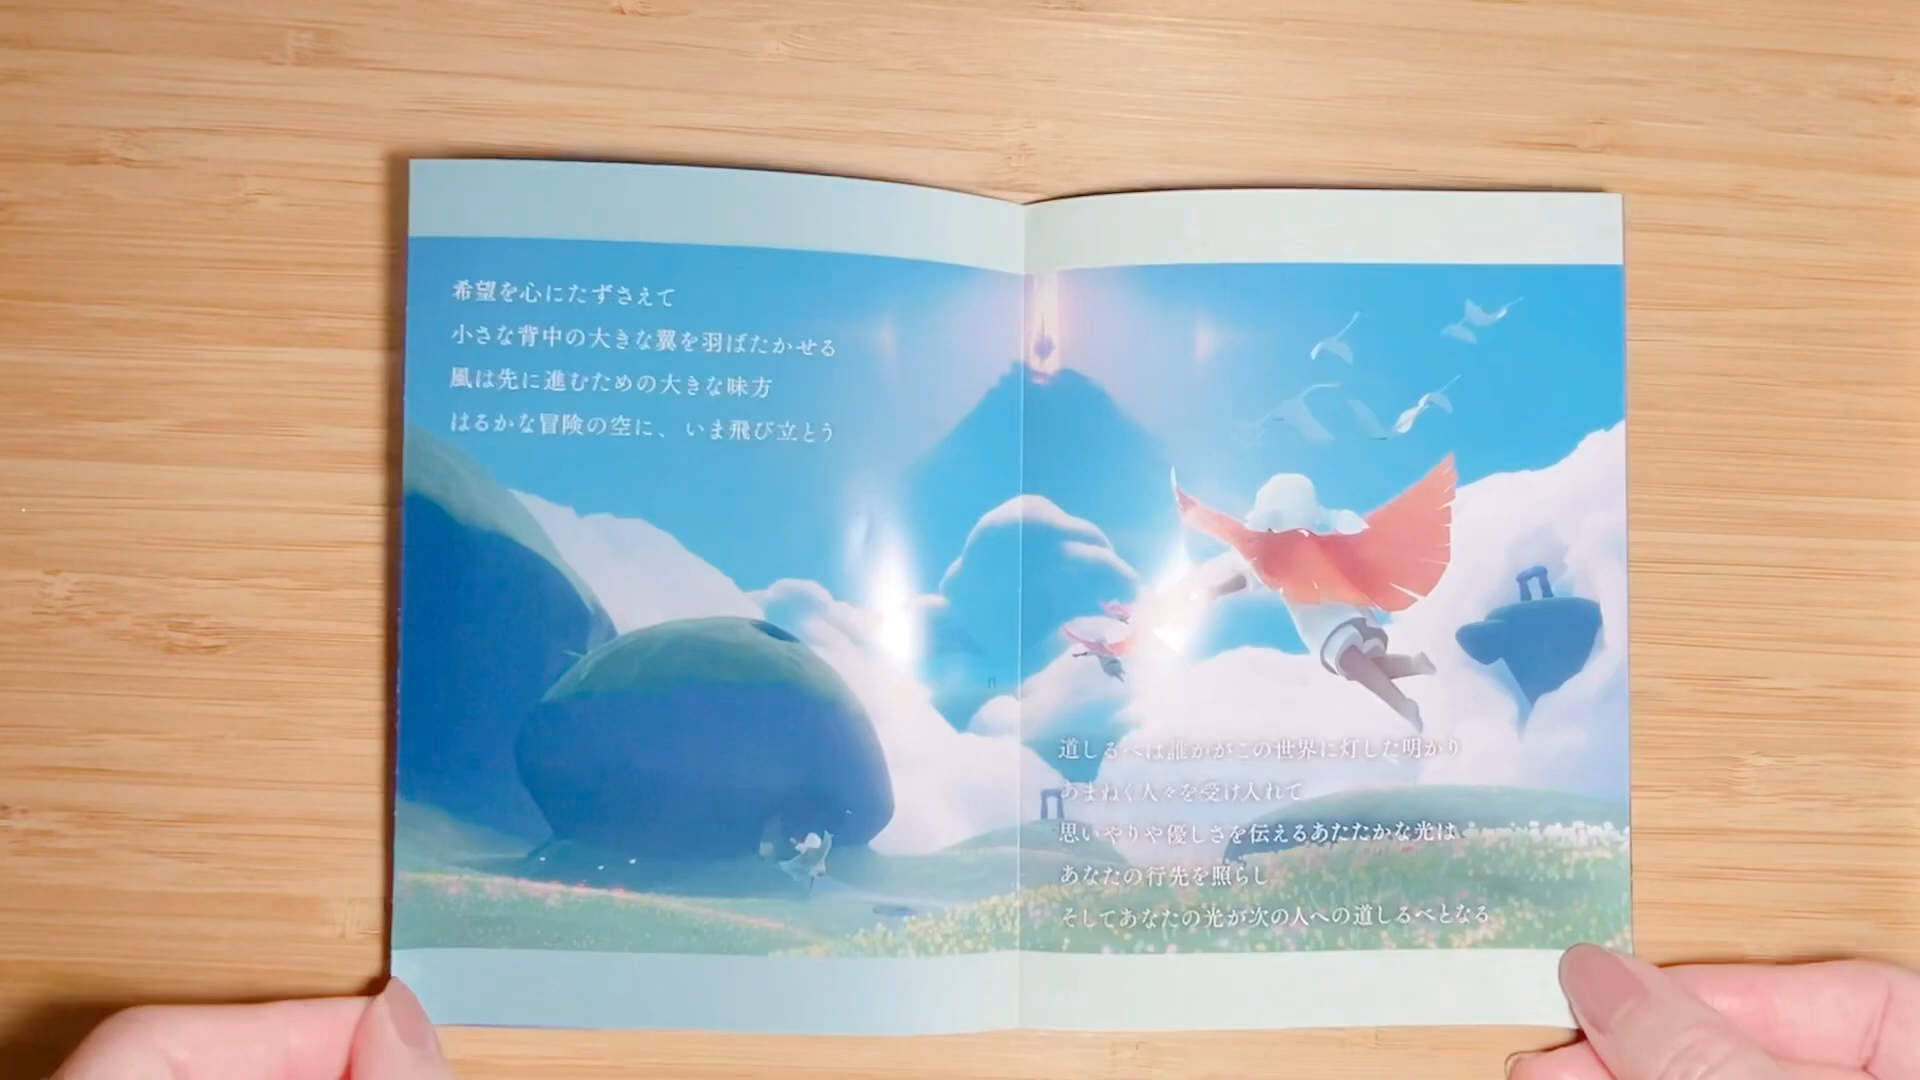 希望を心にたずさえて
小さな背中の大きな翼を羽ばたかせる
風は先に進むための大きな味方
はるかな冒険の空に、いま飛び立とう
道しるべは誰かがこの世界に灯した明かり
あまねく人々を受け入れて
思いやりや優しさを伝えるあたたかな光は
あなたの行先を照らし
そしてあなたの光が次の人への道しるべとなる